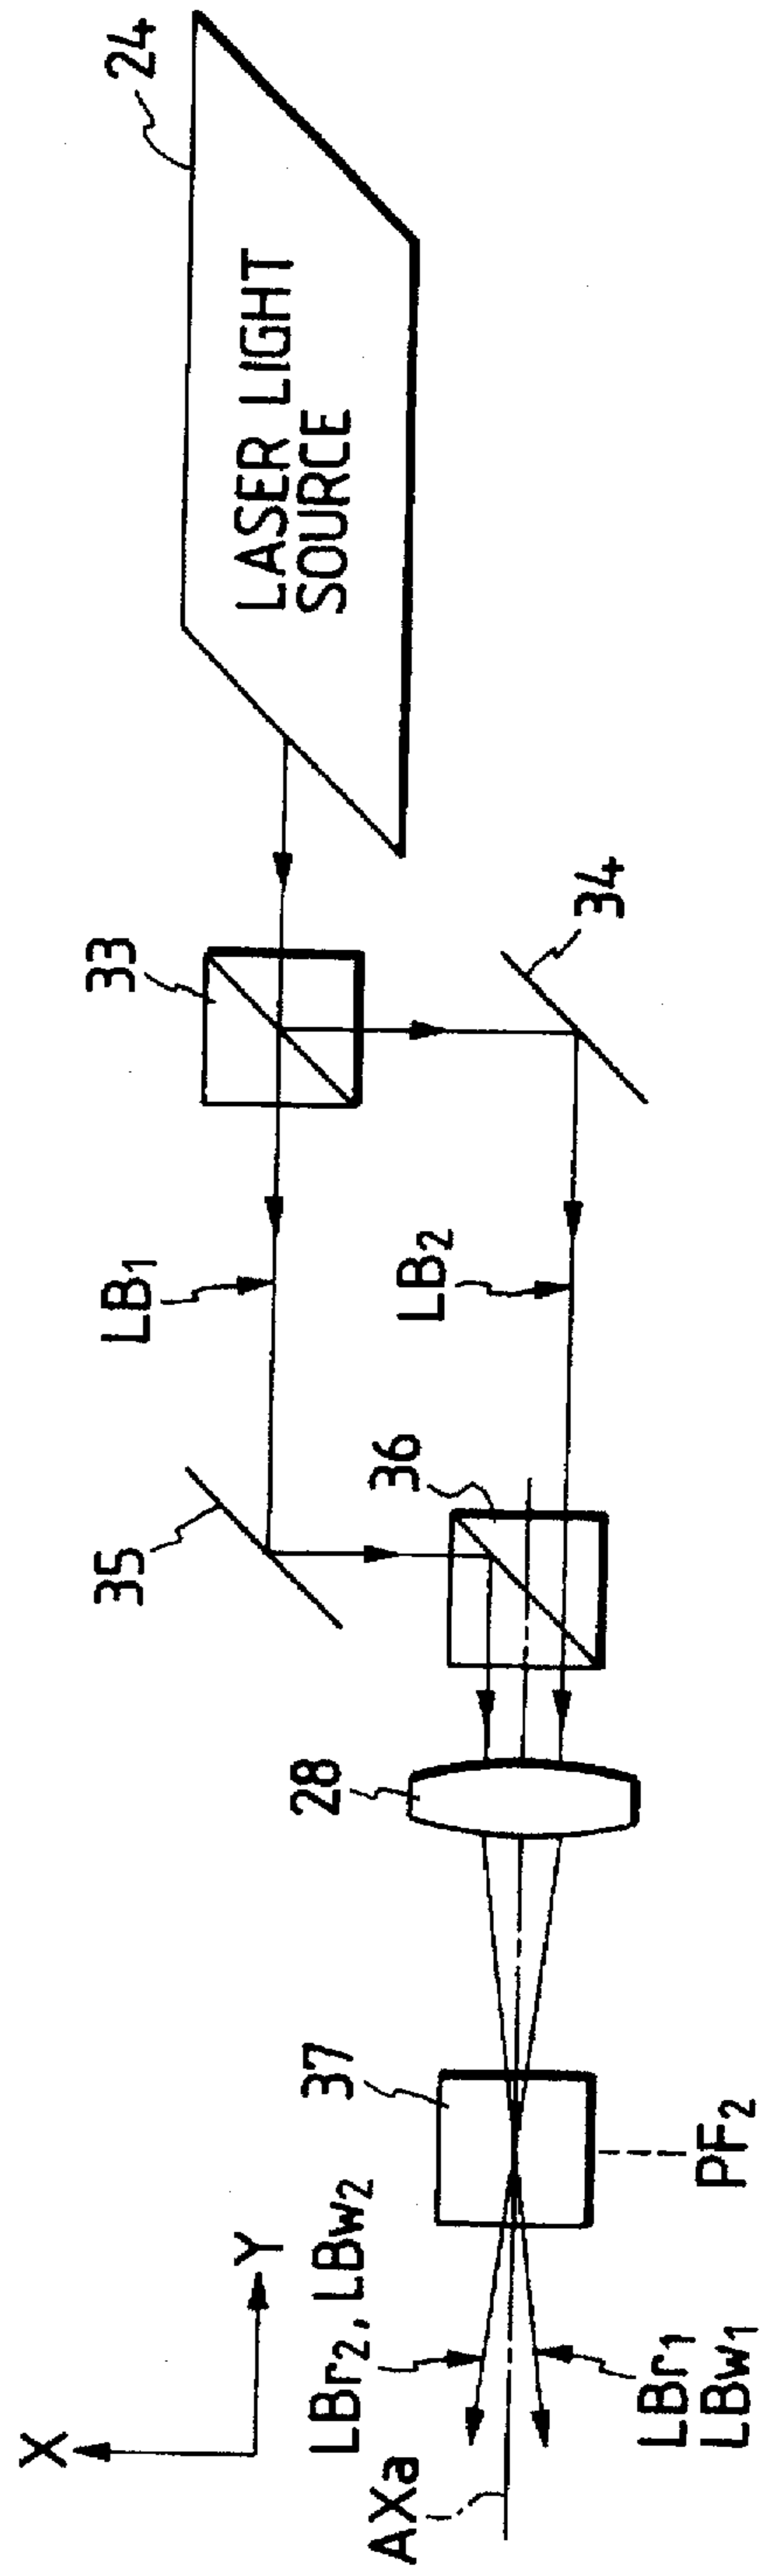 24
LASER LIGHT
SOURCE
33
34
LB1
LB2
35
36
28
37
PF2
X
Y
LBr2, LBw2
LBr1
LBw1
AXa